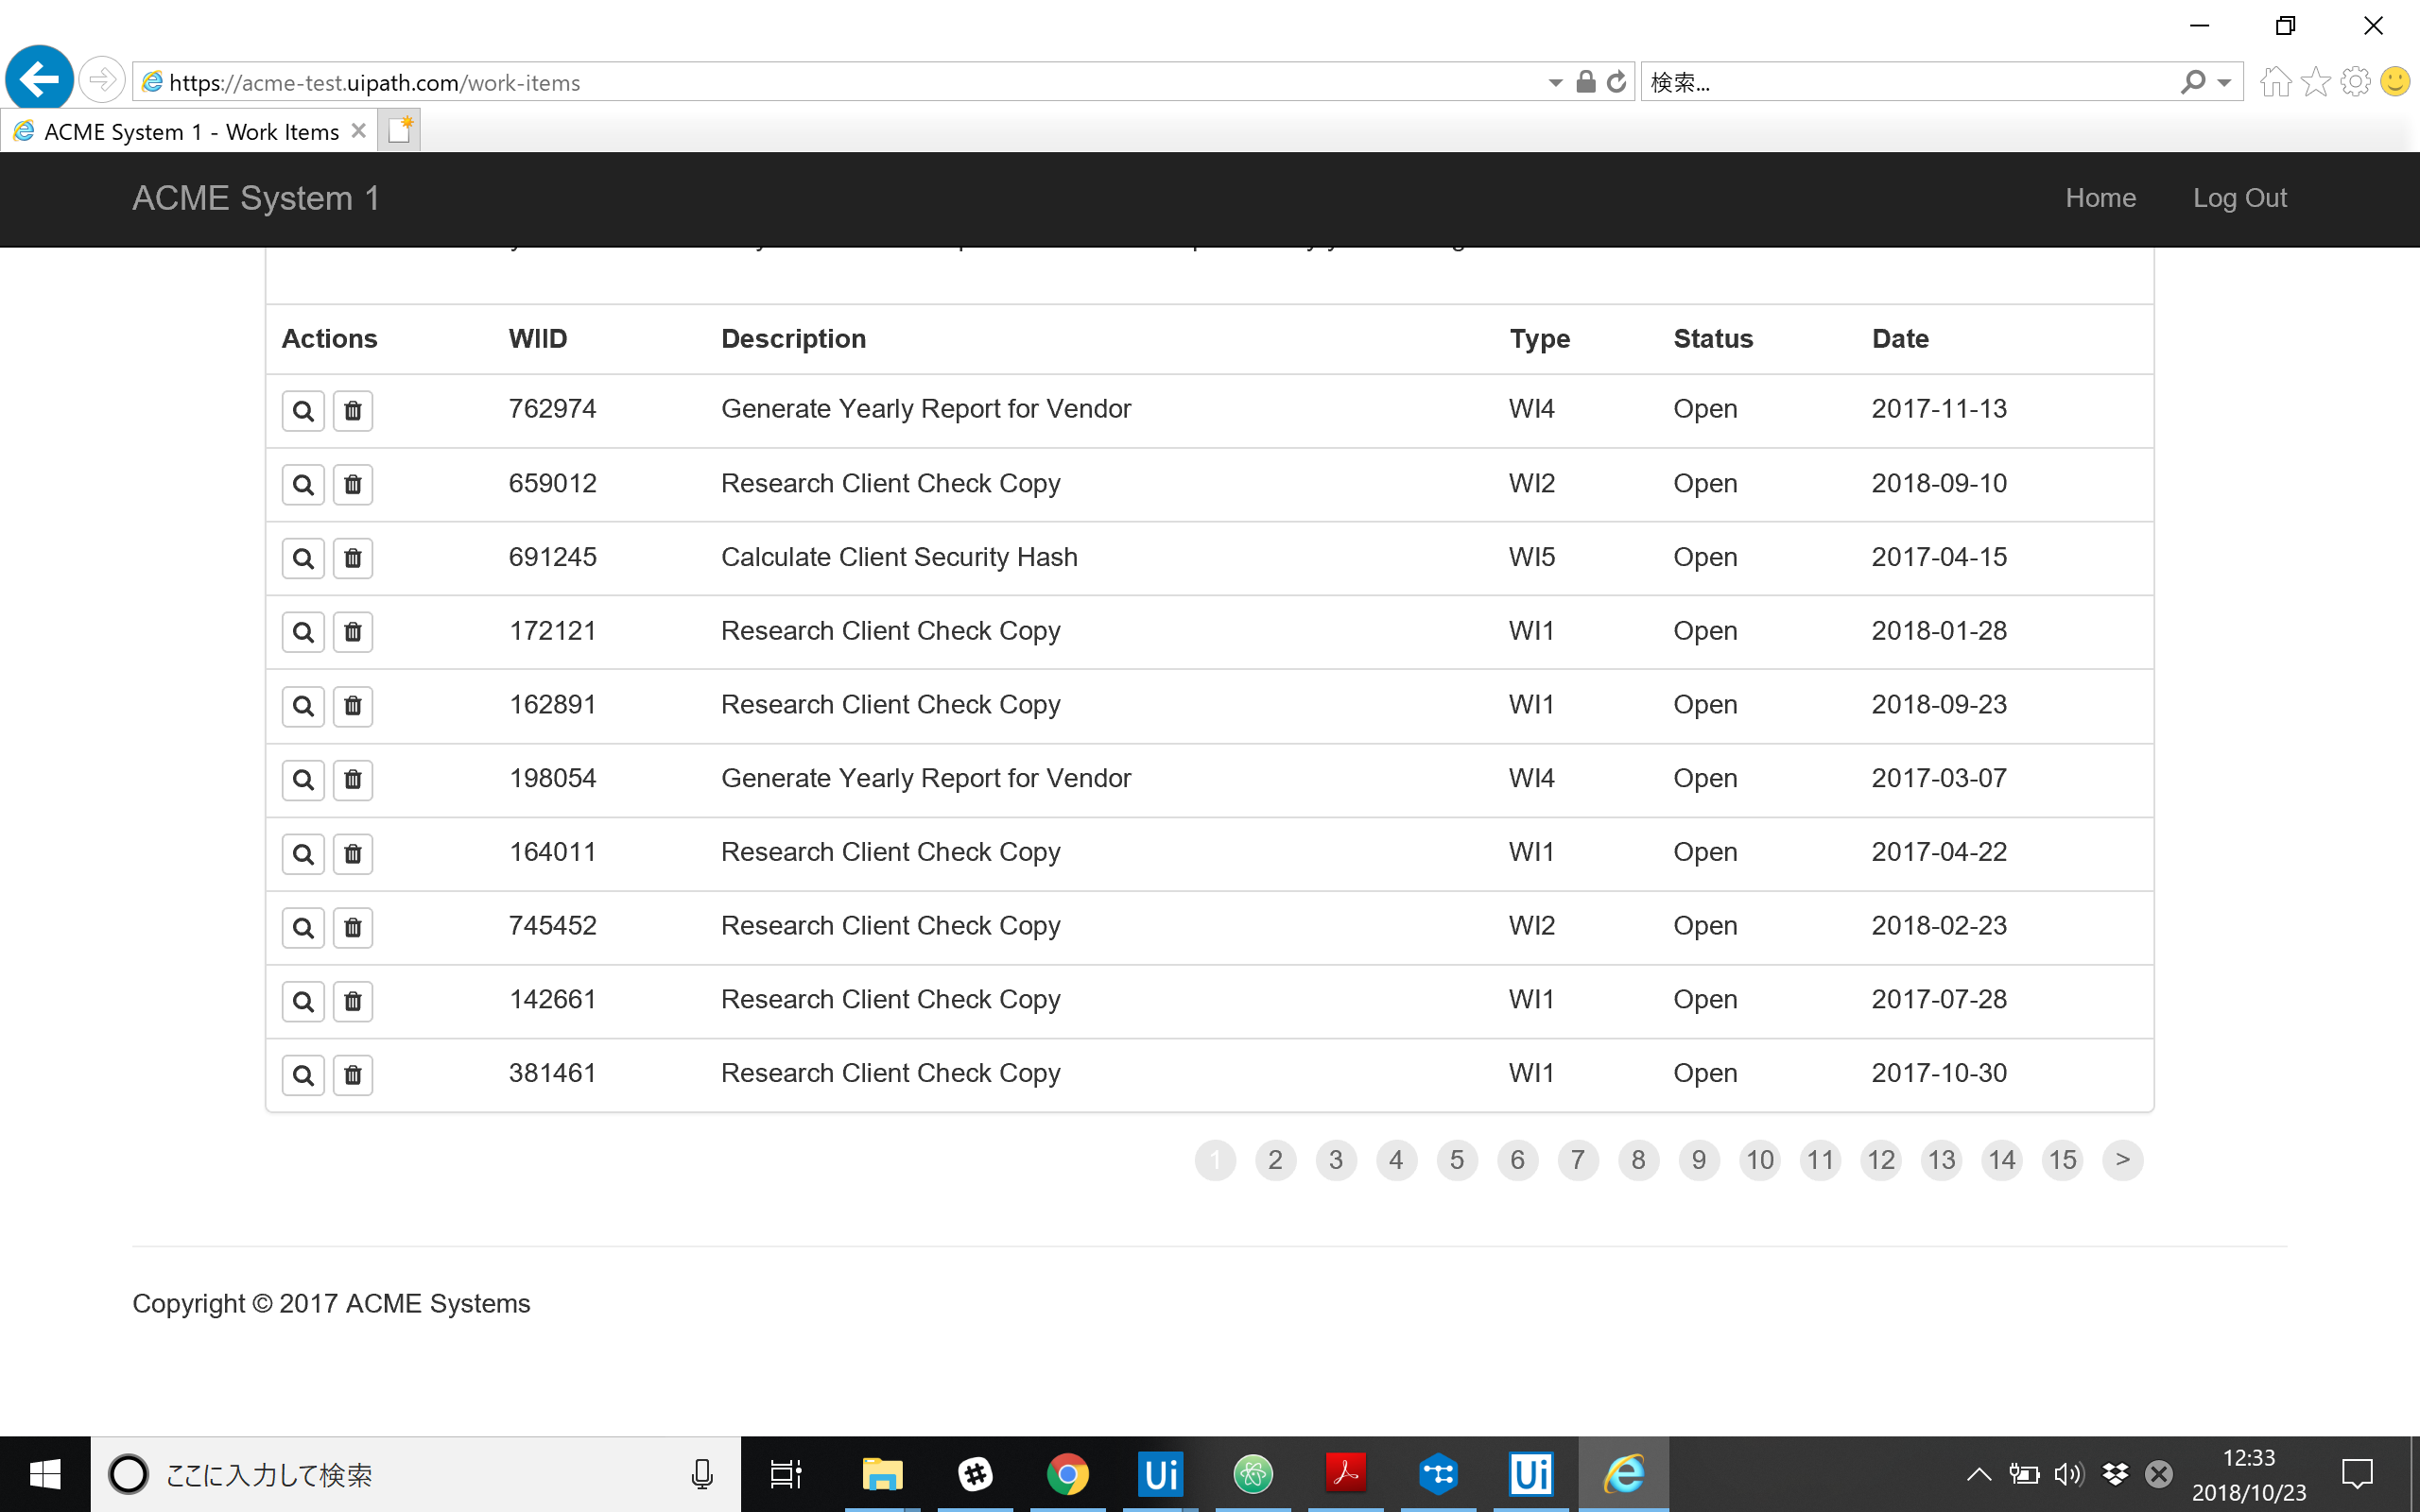 https://acme-test.uipath.com/work-items
検索...
ACME System 1 - Work Items
ACME System 1
Home
Log Out
Actions WIID Description Type Status Date
762974 Generate Yearly Report for Vendor WI4 Open 2017-11-13
659012 Research Client Check Copy WI2 Open 2018-09-10
691245 Calculate Client Security Hash WI5 Open 2017-04-15
172121 Research Client Check Copy WI1 Open 2018-01-28
162891 Research Client Check Copy WI1 Open 2018-09-23
198054 Generate Yearly Report for Vendor WI4 Open 2017-03-07
164011 Research Client Check Copy WI1 Open 2017-04-22
745452 Research Client Check Copy WI2 Open 2018-02-23
142661 Research Client Check Copy WI1 Open 2017-07-28
381461 Research Client Check Copy WI1 Open 2017-10-30
1 2 3 4 5 6 7 8 9 10 11 12 13 14 15 >
Copyright © 2017 ACME Systems
ここに入力して検索
Ui
Ui
12:33
2018/10/23